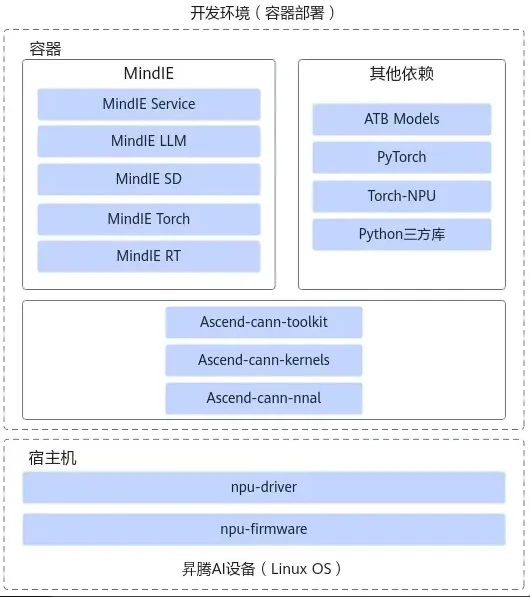 开发环境（容器部署）
容器
MindIE
MindIE Service
MindIE LLM
MindIE SD
MindIE Torch
MindIE RT
其他依赖
ATB Models
PyTorch
Torch-NPU
Python三方库
Ascend-cann-toolkit
Ascend-cann-kernels
Ascend-cann-nnal
宿主机
npu-driver
npu-firmware
昇腾AI设备（Linux OS）